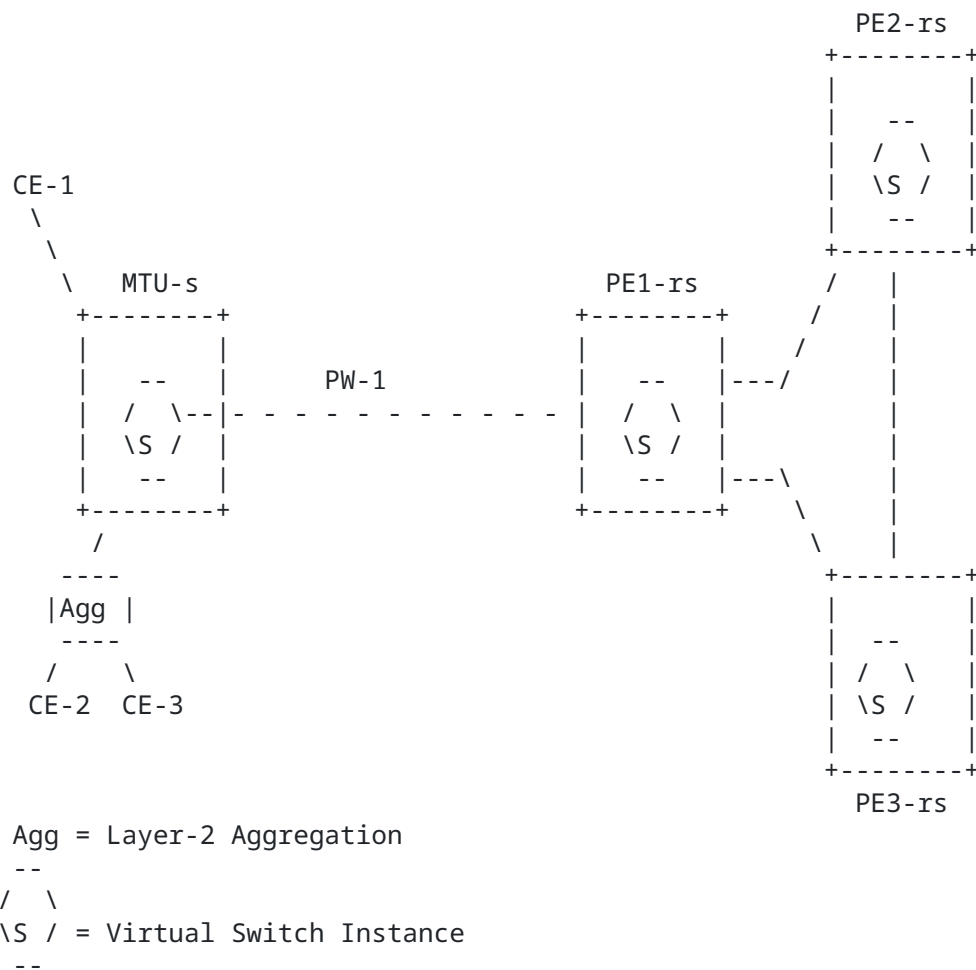 PE2-rs
S
CE-1
MTU-s PE1-rs
PW-1
S S
Agg
CE-2 CE-3
S
PE3-rs
Agg = Layer-2 Aggregation
S = Virtual Switch Instance